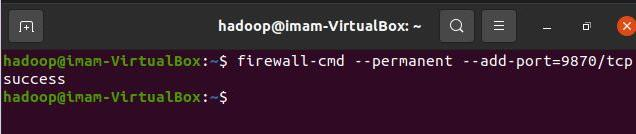 hadoop@imam-VirtualBox: ~
hadoop@imam-VirtualBox:~$ firewall-cmd --permanent --add-port=9870/tcp
success
hadoop@imam-VirtualBox:~$